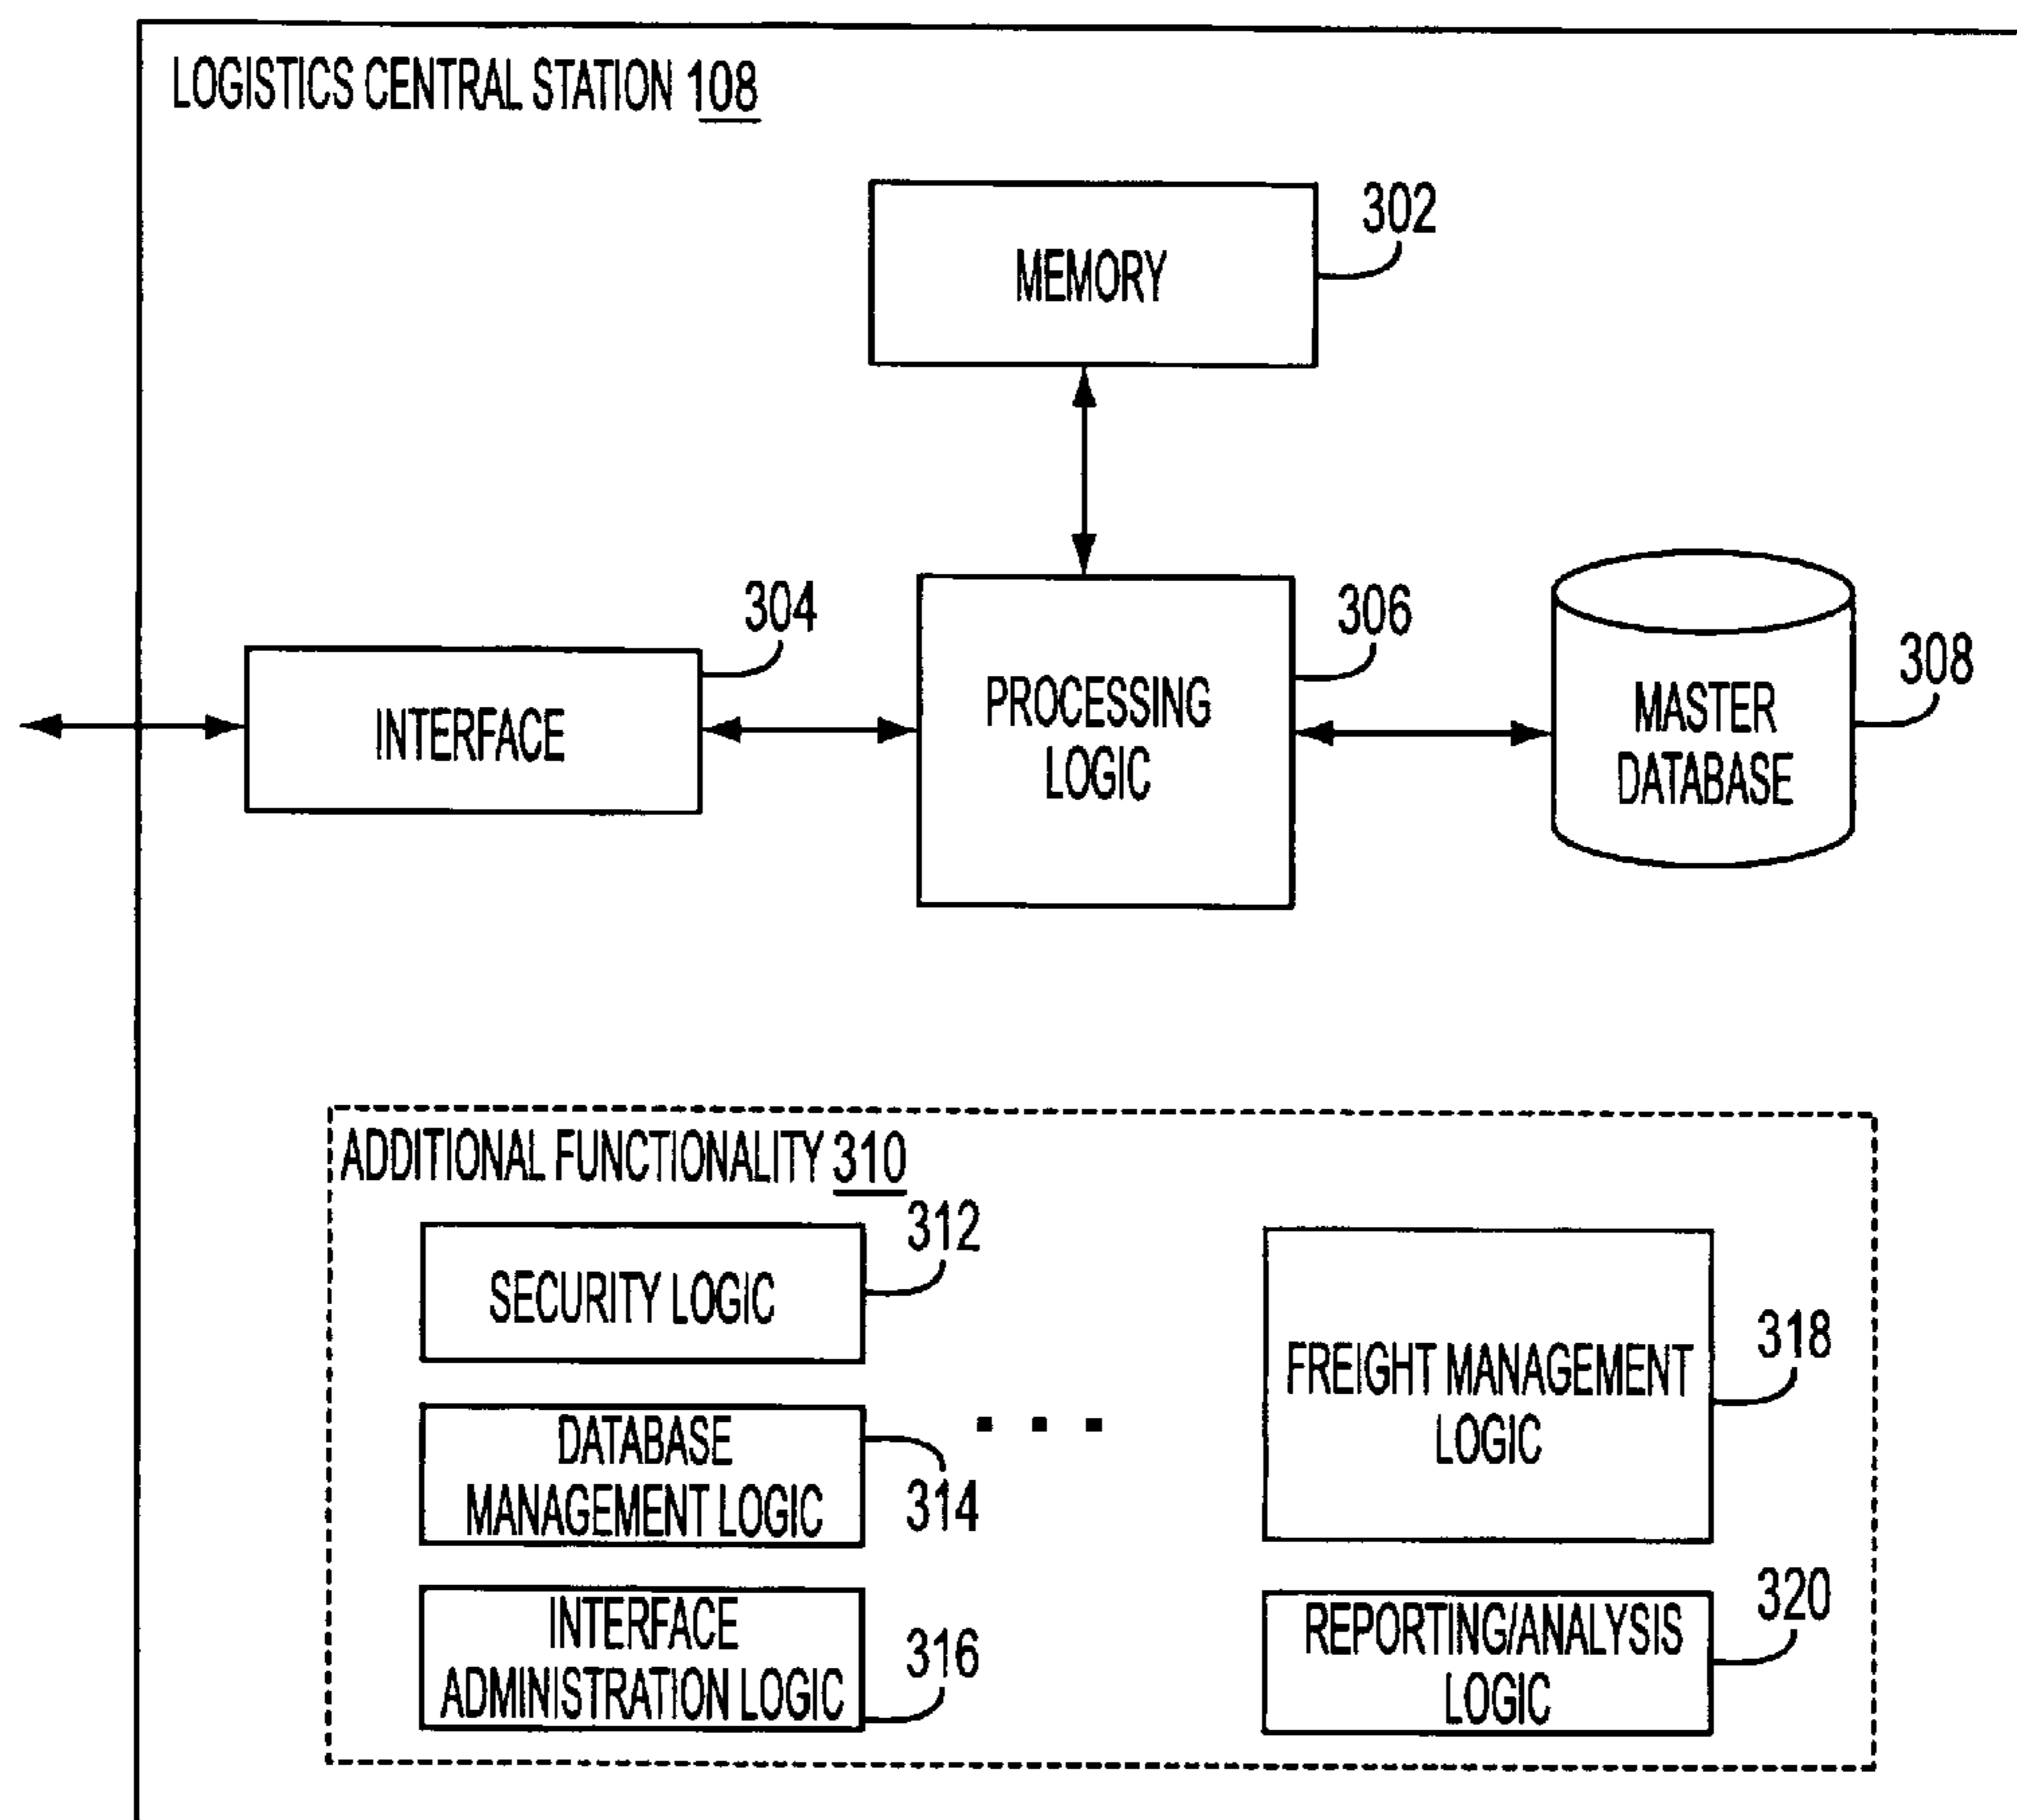 LOGISTICS CENTRAL STATION 108
302
MEMORY
304
INTERFACE
306
PROCESSING
LOGIC
308
MASTER
DATABASE
ADDITIONAL FUNCTIONALITY 310
312
SECURITY LOGIC
314
DATABASE
MANAGEMENT LOGIC
316
INTERFACE
ADMINISTRATION LOGIC
318
FREIGHT MANAGEMENT
LOGIC
320
REPORTING/ANALYSIS
LOGIC